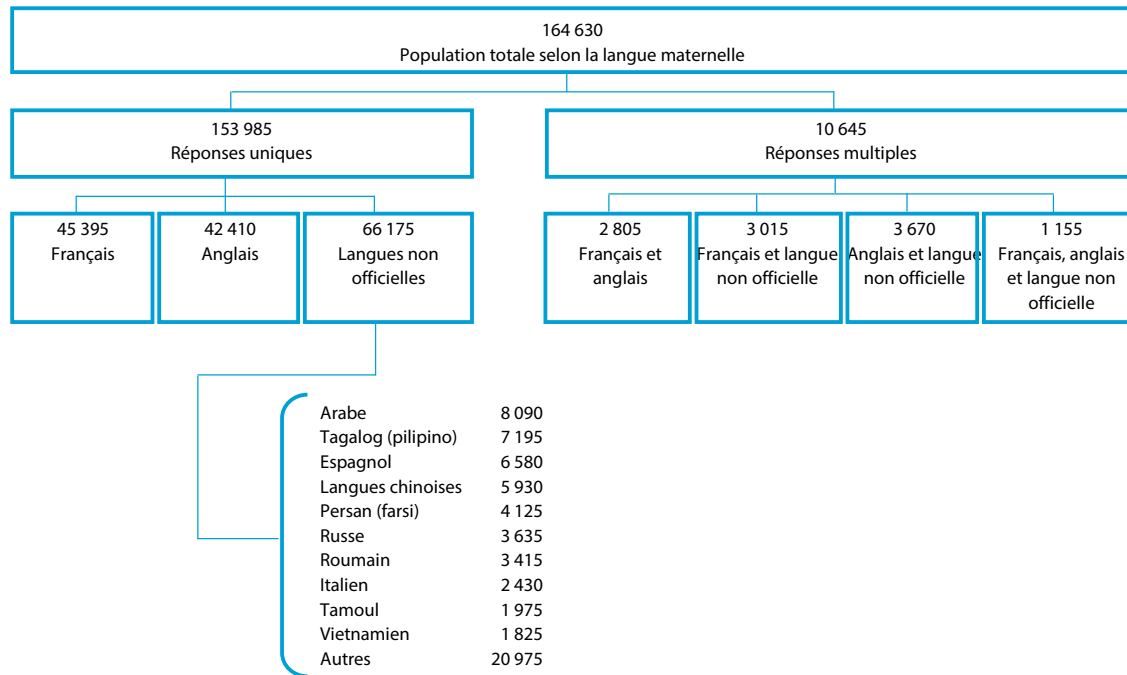 164 630
Population totale selon la langue maternelle
153 985
Réponses uniques
10 645
Réponses multiples
45 395
Français
42 410
Anglais
66 175
Langues non
officielles
2 805
Français et
anglais
3 015
Français et langue
non officielle
3 670
Anglais et langue
non officielle
1 155
Français, anglais
et langue non
officielle
Arabe 8 090
Tagalog (pilipino) 7 195
Espagnol 6 580
Langues chinoises 5 930
Persan (farsi) 4 125
Russe 3 635
Roumain 3 415
Italien 2 430
Tamoul 1 975
Vietnamien 1 825
Autres 20 975